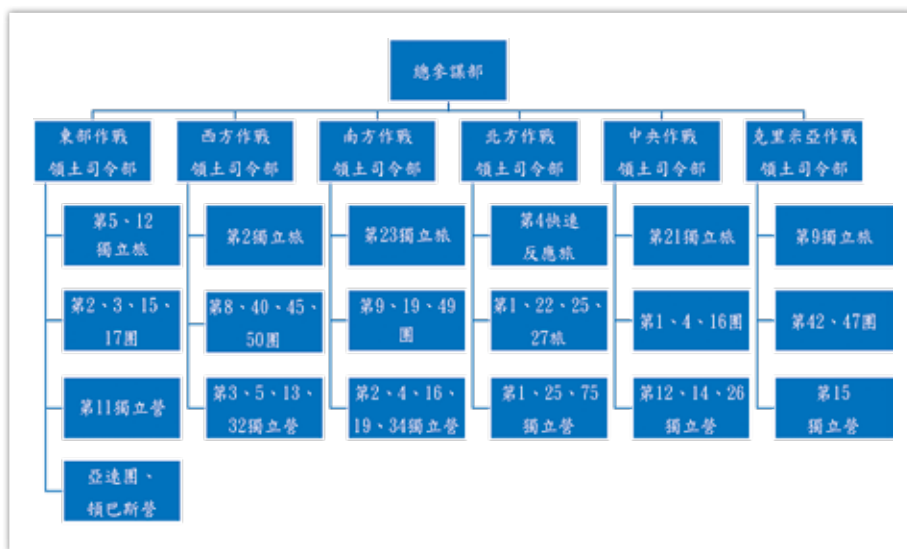 總參謀部
東部作戰
領土司令部
西方作戰
領土司令部
南方作戰
領土司令部
北方作戰
領土司令部
中央作戰
領土司令部
克里米亞作戰
領土司令部
第5、12
獨立旅
第2獨立旅
第23獨立旅
第4快速
反應旅
第21獨立旅
第9獨立旅
第2、3、15、
17團
第8、40、45、
50團
第9、19、49
團
第1、22、25、
27旅
第1、4、16團
第42、47團
第11獨立營
第3、5、13、
32獨立營
第2、4、16、
19、34獨立營
第1、25、75
獨立營
第12、14、26
獨立營
第15
獨立營
亞速團、
頓巴斯營